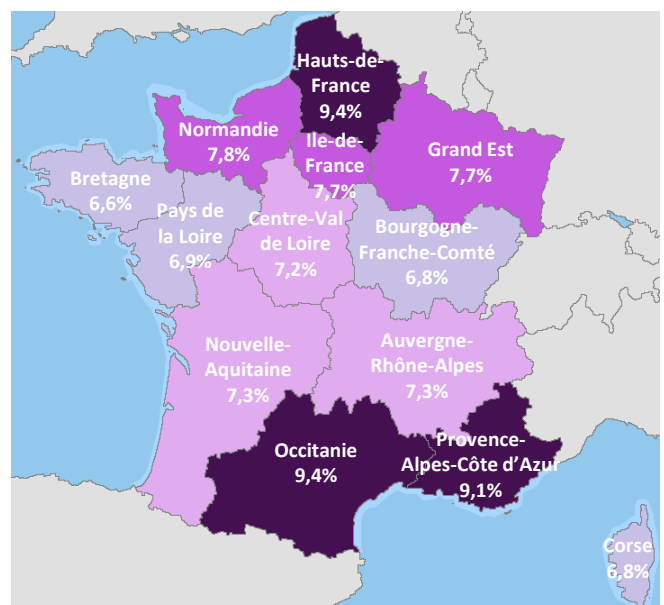 Hauts-de-
France
9,4%
Normandie
7,8%
Ile-de-
France
7,7%
Grand Est
7,7%
Bretagne
6,6%
Pays de
la Loire
6,9%
Centre-Val
de Loire
7,2%
Bourgogne-
Franche-Comté
6,8%
Nouvelle-
Aquitaine
7,3%
Auvergne-
Rhône-Alpes
7,3%
Occitanie
9,4%
Provence-
Alpes-Côte d’Azur
9,1%
Corse
6,8%